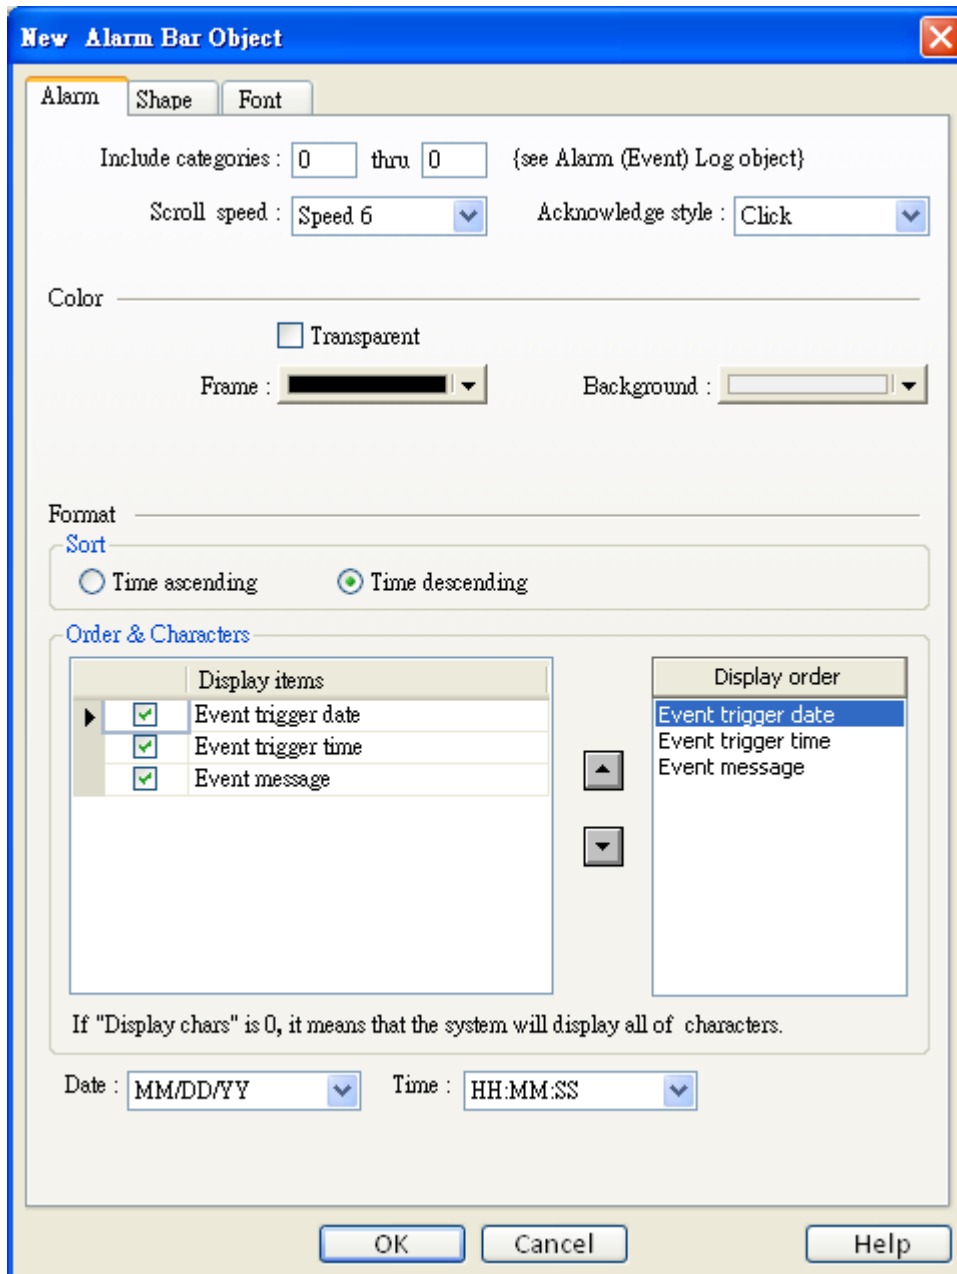 New Alarm Bar Object
Alarm Shape Font
Include categories : 0 thru 0 {see Alarm (Event) Log object}
Scroll speed : Speed 6 Acknowledge style : Click
Color
Transparent
Frame : Background :
Format
Sort
Time ascending Time descending
Order & Characters
Display items Display order
Event trigger date Event trigger date
Event trigger time Event trigger time
Event message Event message
If "Display chars" is 0, it means that the system will display all of characters.
Date : MM/DD/YY Time : HH:MM:SS
OK Cancel Help